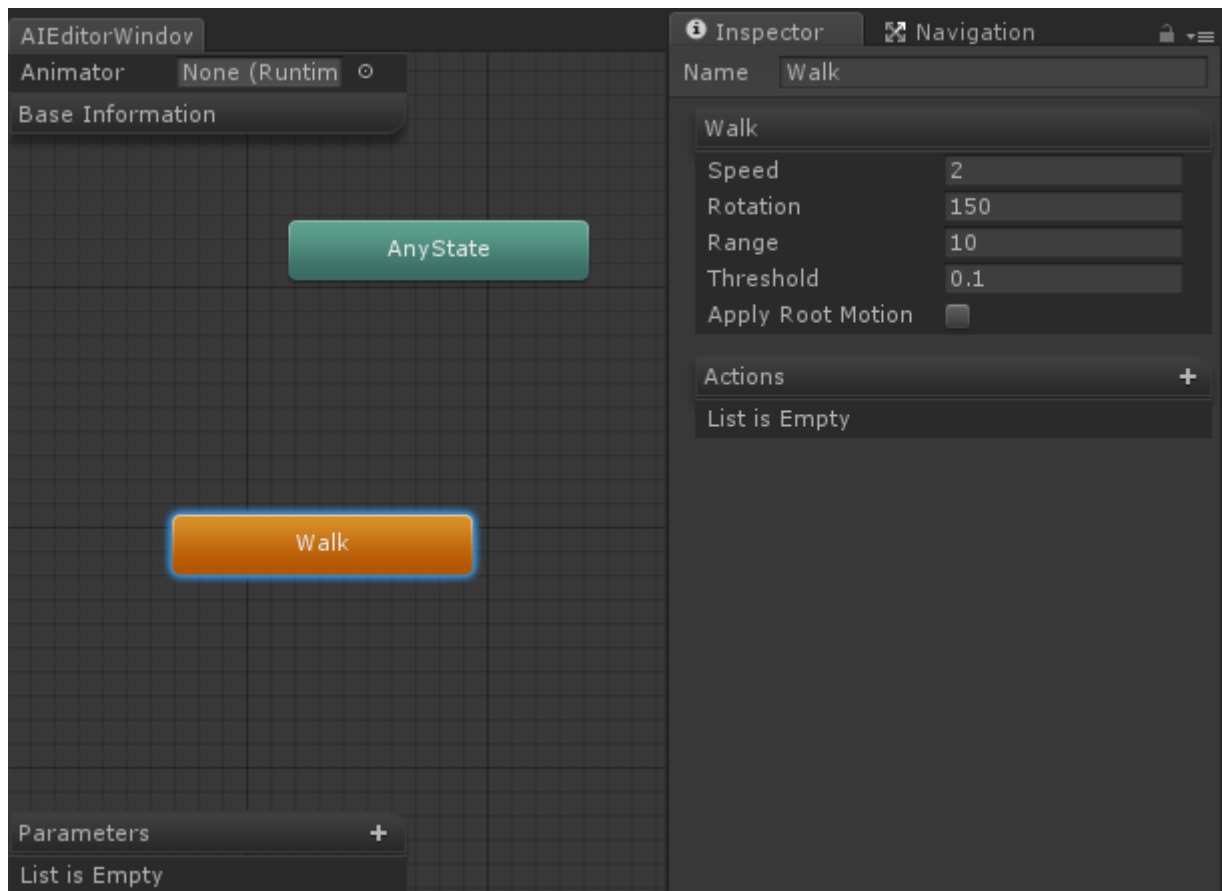 AIEditorWindov
Animator None (Runtim
Base Information
AnyState
Walk
Parameters +
List is Empty
Inspector Navigation
Name Walk
Walk
Speed 2
Rotation 150
Range 10
Threshold 0.1
Apply Root Motion
Actions +
List is Empty